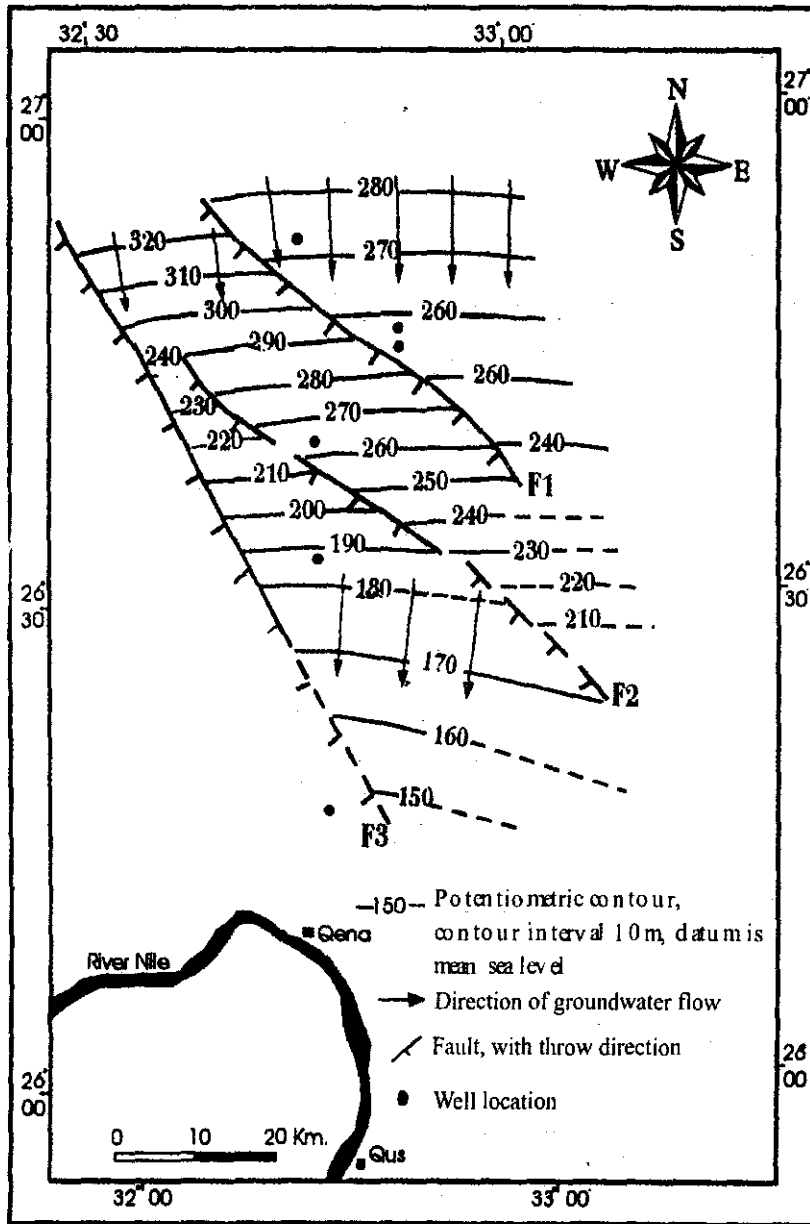 32° 30
33° 00
27° 00
27° 00
N
W E
S
280
320
270
310
300
260
290
240
280
260
230
270
220
260
240
210
250
F1
200
240
190
230
26° 30
26° 30
180
220
210
170
F2
160
150
F3
—150— Potentiometric contour,
contour interval 10m, datum is
mean sea level
Direction of groundwater flow
Fault, with throw direction
Well location
Qena
River Nile
26° 00
26° 00
0 10 20 Km.
Qus
32° 00
33° 00